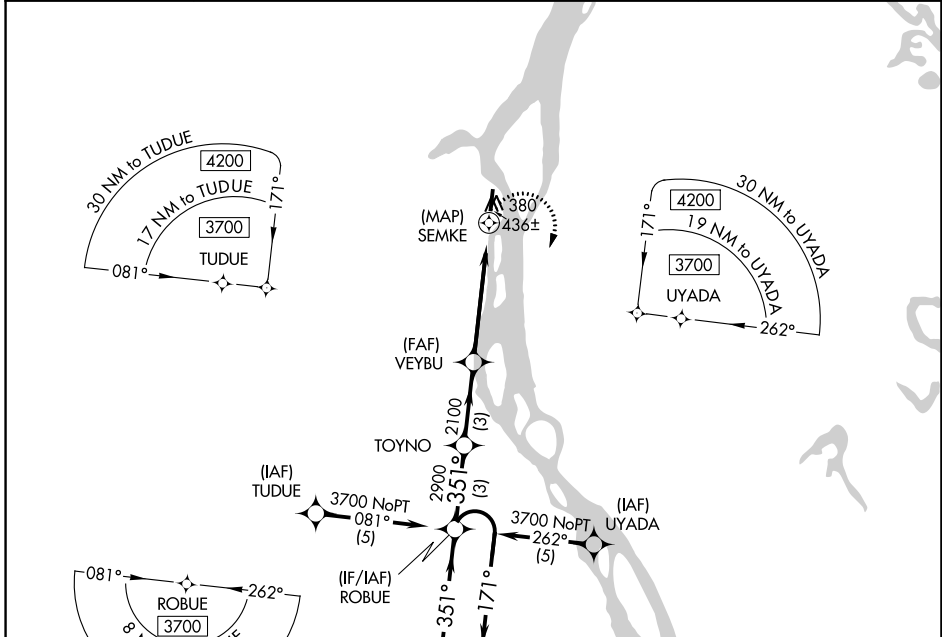 30 NM to TUDUE
4200
17 NM to TUDUE
3700
TUDUE
081°
171°
(MAP)
SEMKE
380
436±
30 NM to UYADA
4200
19 NM to UYADA
3700
UYADA
171°
262°
(FAF)
VEYBU
2100
(3)
TOYNO
2900
351°
(3)
(IAF)
TUDUE
3700 NoPT
081°
(5)
(IAF)
UYADA
3700 NoPT
262°
(5)
(IF/IAF)
ROBUE
351°
171°
081°
262°
ROBUE
3700